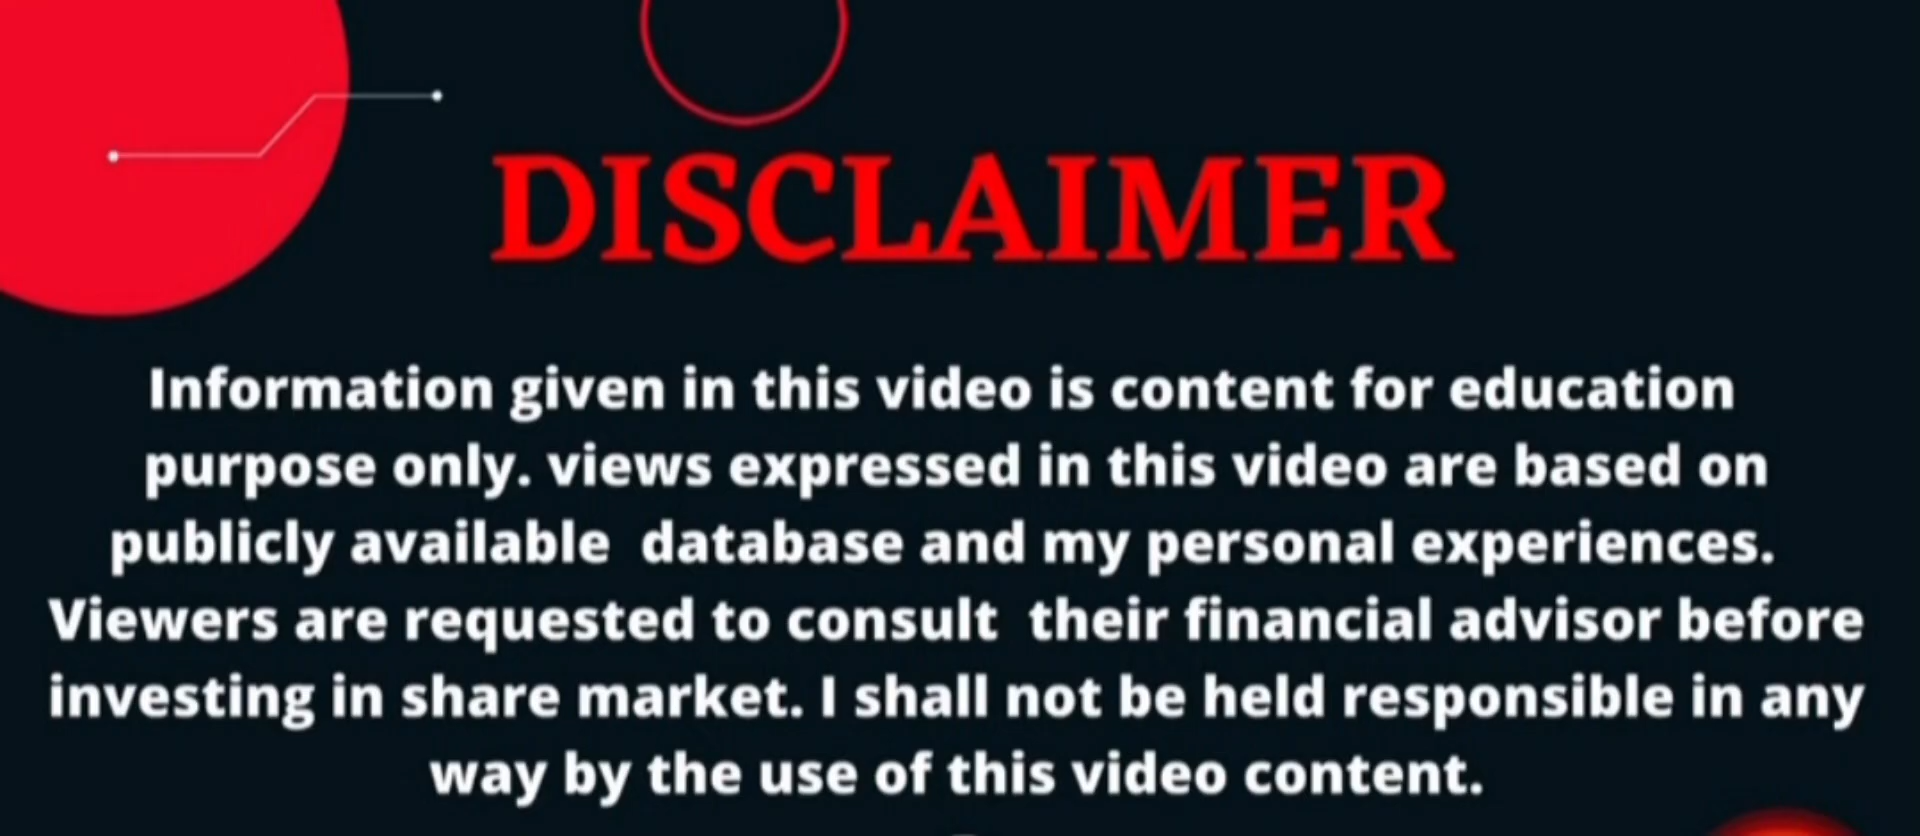 DISCLAIMER
Information given in this video is content for education
purpose only. views expressed in this video are based on
publicly available  database and my personal experiences.
Viewers are requested to consult  their financial advisor before
investing in share market. I shall not be held responsible in any
way by the use of this video content.